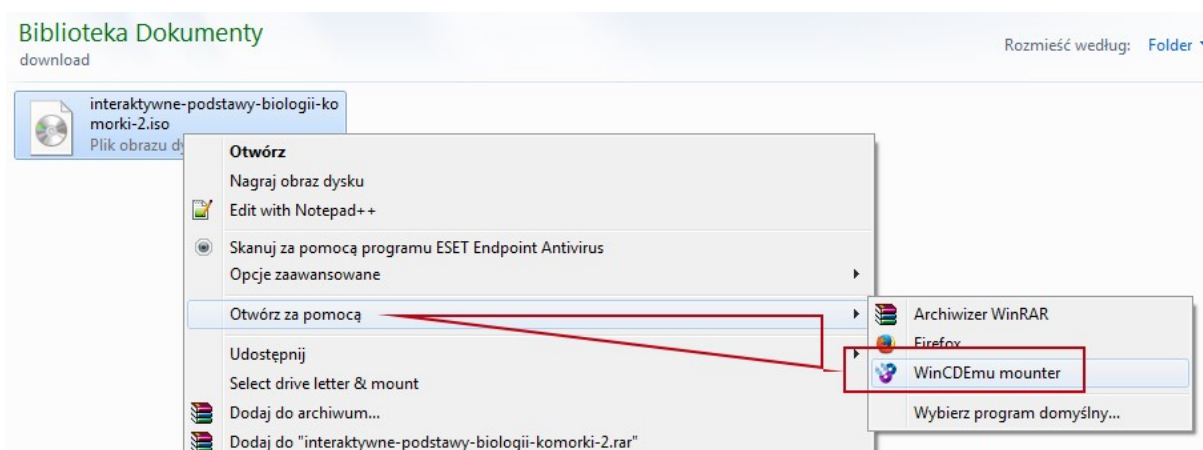 Biblioteka Dokumenty
download
Rozmieść według: Folder
interaktywne-podstawy-biologii-ko
morki-2.iso
Plik obrazu dy
Otwórz
Nagraj obraz dysku
Edit with Notepad++
Skanuj za pomocą programu ESET Endpoint Antivirus
Opcje zaawansowane
Otwórz za pomocą
Archiwizer WinRAR
Firefox
WinCDEmu mounter
Wybierz program domyślny...
Udostępnij
Select drive letter & mount
Dodaj do archiwum...
Dodaj do "interaktywne-podstawy-biologii-komorki-2.rar"